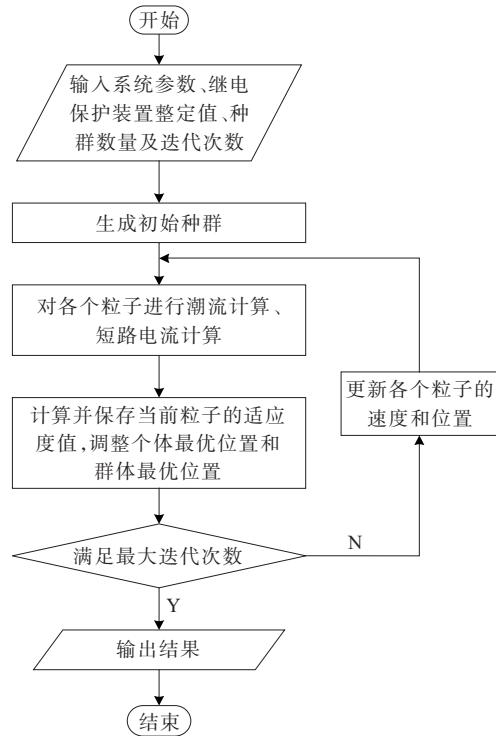 开始
输入系统参数、继电
保护装置整定值、种
群数量及迭代次数
生成初始种群
对各个粒子进行潮流计算、
短路电流计算
计算并保存当前粒子的适应
度值,调整个体最优位置和
群体最优位置
更新各个粒子的
速度和位置
满足最大迭代次数
N
Y
输出结果
结束